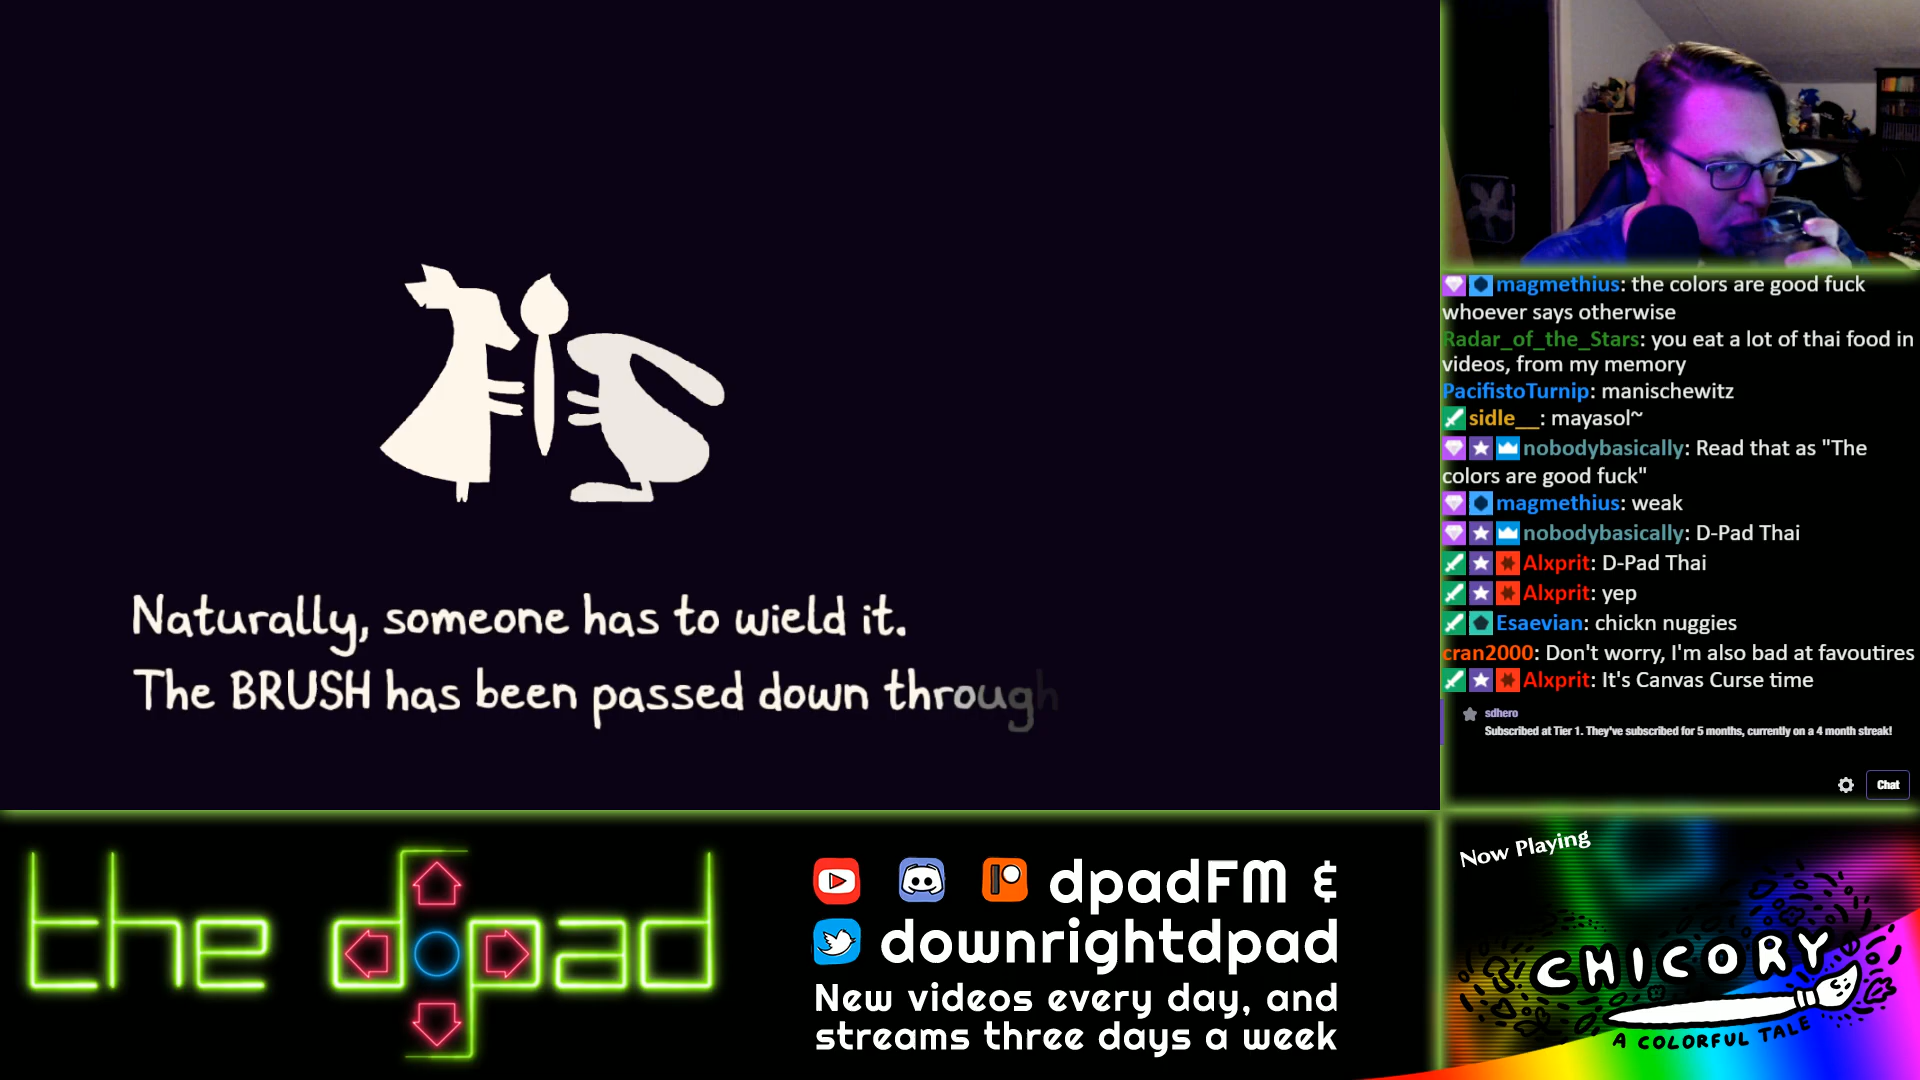 Naturally, someone has to wield it.
The BRUSH has been passed down through
magmethius: the colors are good fuck
whoever says otherwise
Radar_of_the_Stars: you eat a lot of thai food in
videos, from my memory
PacifistoTurnip: manischewitz
sidle__: mayasol~
nobodybasically: Read that as "The
colors are good fuck"
magmethius: weak
nobodybasically: D-Pad Thai
Alxprit: D-Pad Thai
Alxprit: yep
Esaevian: chickn nuggies
cran2000: Don't worry, I'm also bad at favoutires
Alxprit: It's Canvas Curse time
sdhero
Subscribed at Tier 1. They've subscribed for 5 months, currently on a 4 month streak!
Chat
the dpad
dpadFM &
downrightdpad
New videos every day, and
streams three days a week
Now Playing
CHICORY
A COLORFUL TALE